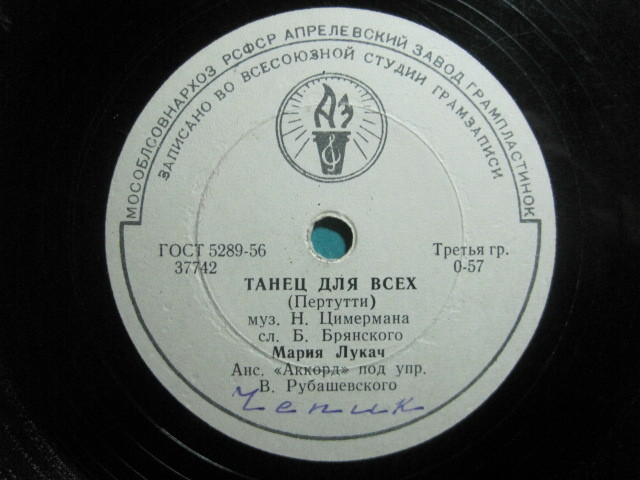 МОСОБЛСОВНАРХОЗ РСФСР АПРЕЛЕВСКИЙ ЗАВОД ГРАМПЛАСТИНОК
ЗАПИСАНО ВО ВСЕСОЮЗНОЙ СТУДИИ ГРАМЗАПИСИ
АЗ
ГОСТ 5289-56
37742
Третья гр.
0-57
ТАНЕЦ ДЛЯ ВСЕХ
(Пертутти)
муз. Н. Цимермана
сл. Б. Брянского
Мария Лукач
Анс. «Аккорд» под упр.
В. Рубашевского
Чепик